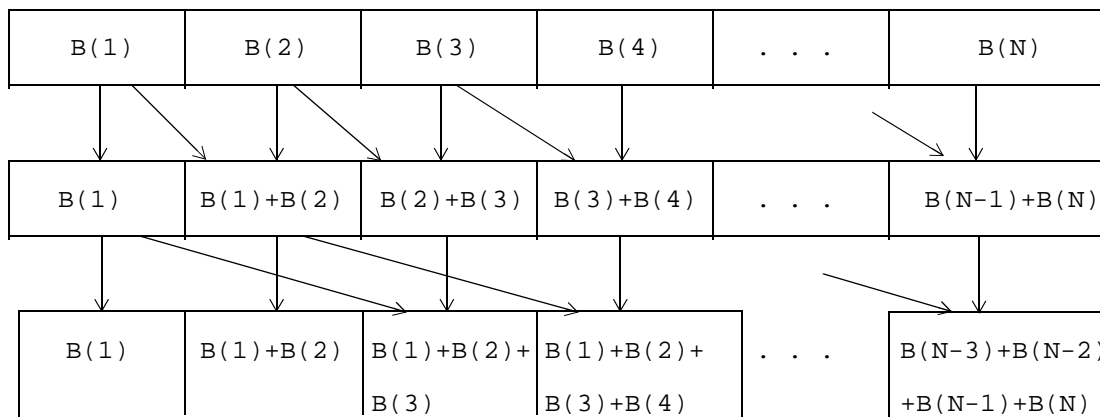 B(1) B(2) B(3) B(4) . . . B(N)
B(1) B(1)+B(2) B(2)+B(3) B(3)+B(4) . . . B(N-1)+B(N)
B(1) B(1)+B(2) B(1)+B(2)+ B(1)+B(2)+ . . . B(N-3)+B(N-2)
B(3) B(3)+B(4) +B(N-1)+B(N)